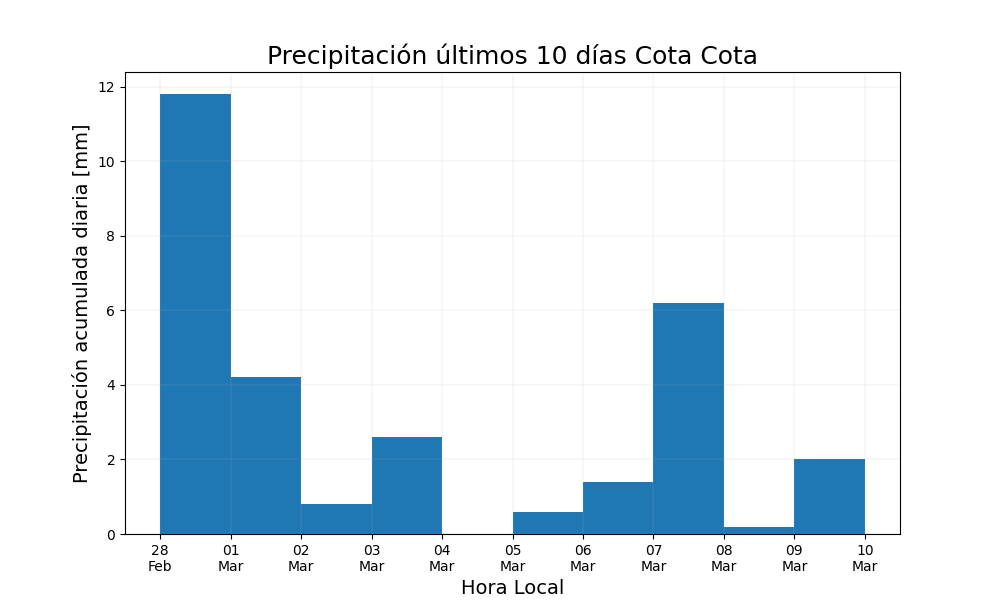 Precipitación últimos 10 días Cota Cota
Precipitación acumulada diaria [mm]
12
10
8
6
4
2
0
28 01 02 03 04 05 06 07 08 09 10
Feb Mar Mar Mar Mar Mar Mar Mar Mar Mar Mar
Hora Local